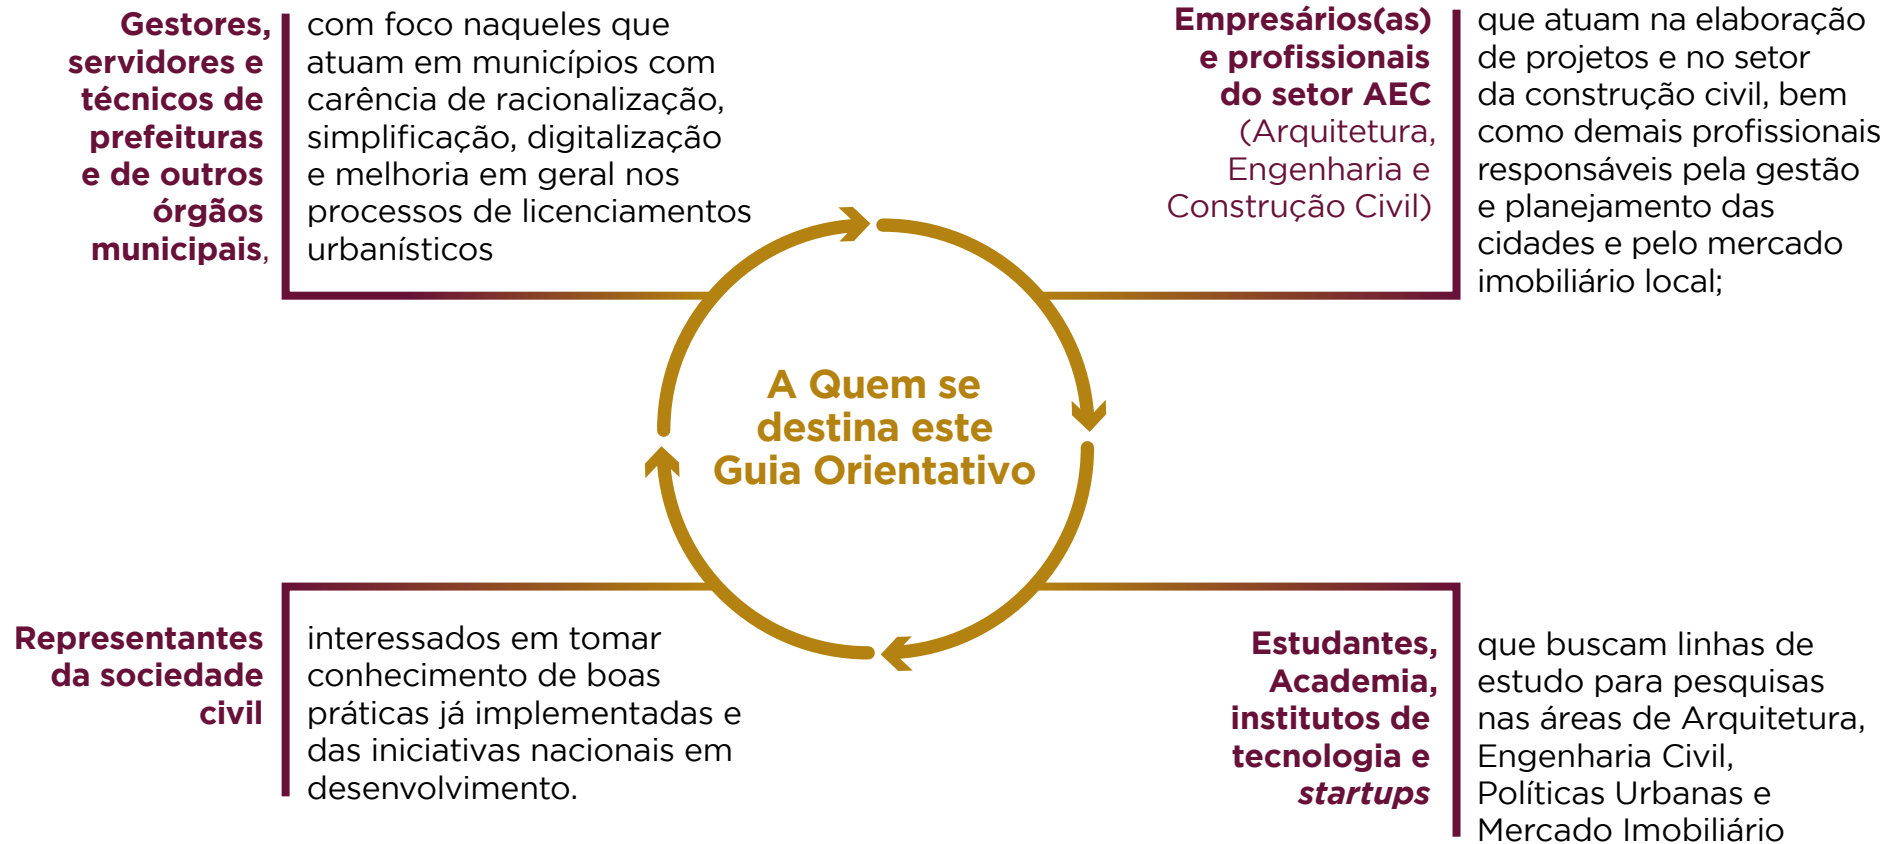 Gestores,
servidores e
técnicos de
prefeituras
e de outros
órgãos
municipais,
com foco naqueles que
atuam em municípios com
carência de racionalização,
simplificação, digitalização
e melhoria em geral nos
processos de licenciamentos
urbanísticos
Empresários(as)
e profissionais
do setor AEC
(Arquitetura,
Engenharia e
Construção Civil)
que atuam na elaboração
de projetos e no setor
da construção civil, bem
como demais profissionais
responsáveis pela gestão
e planejamento das
cidades e pelo mercado
imobiliário local;
A Quem se
destina este
Guia Orientativo
Representantes
da sociedade
civil
interessados em tomar
conhecimento de boas
práticas já implementadas e
das iniciativas nacionais em
desenvolvimento.
Estudantes,
Academia,
institutos de
tecnologia e
startups
que buscam linhas de
estudo para pesquisas
nas áreas de Arquitetura,
Engenharia Civil,
Políticas Urbanas e
Mercado Imobiliário